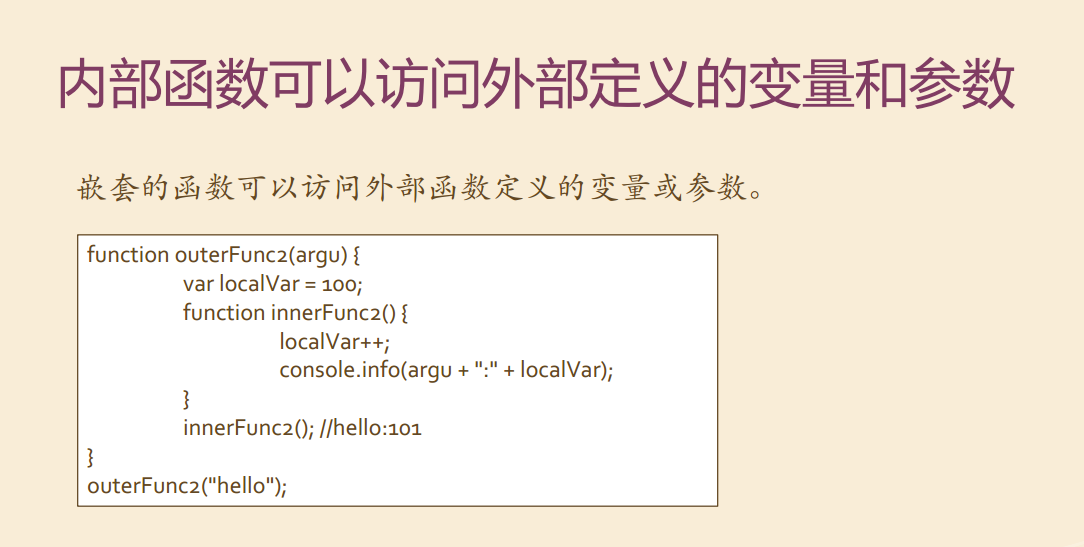 内部函数可以访问外部定义的变量和参数
嵌套的函数可以访问外部函数定义的变量或参数。
function outerFunc2(argu) {
var localVar = 100;
function innerFunc2() {
localVar++;
console.info(argu + ":" + localVar);
}
innerFunc2(); //hello:101
}
outerFunc2("hello");